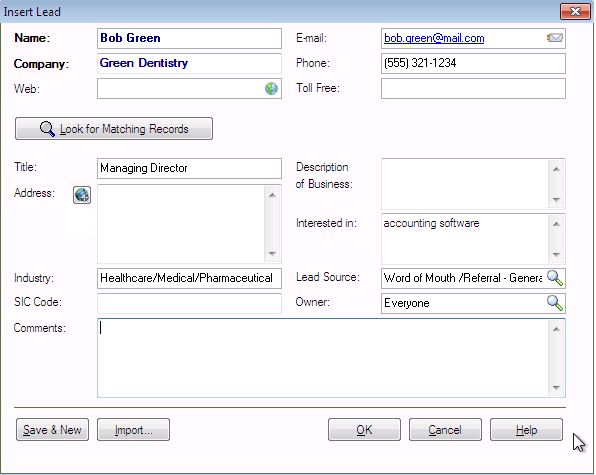 Insert Lead
Name: Bob Green E-mail: bob.green@mail.com
Company: Green Dentistry Phone: (555) 321-1234
Web: Toll Free:
Look for Matching Records
Title: Managing Director Description
of Business:
Address:
Interested in: accounting software
Industry: Healthcare/Medical/Pharmaceutical Lead Source: Word of Mouth /Referral - Genera
SIC Code: Owner: Everyone
Comments:
Save & New Import... OK Cancel Help